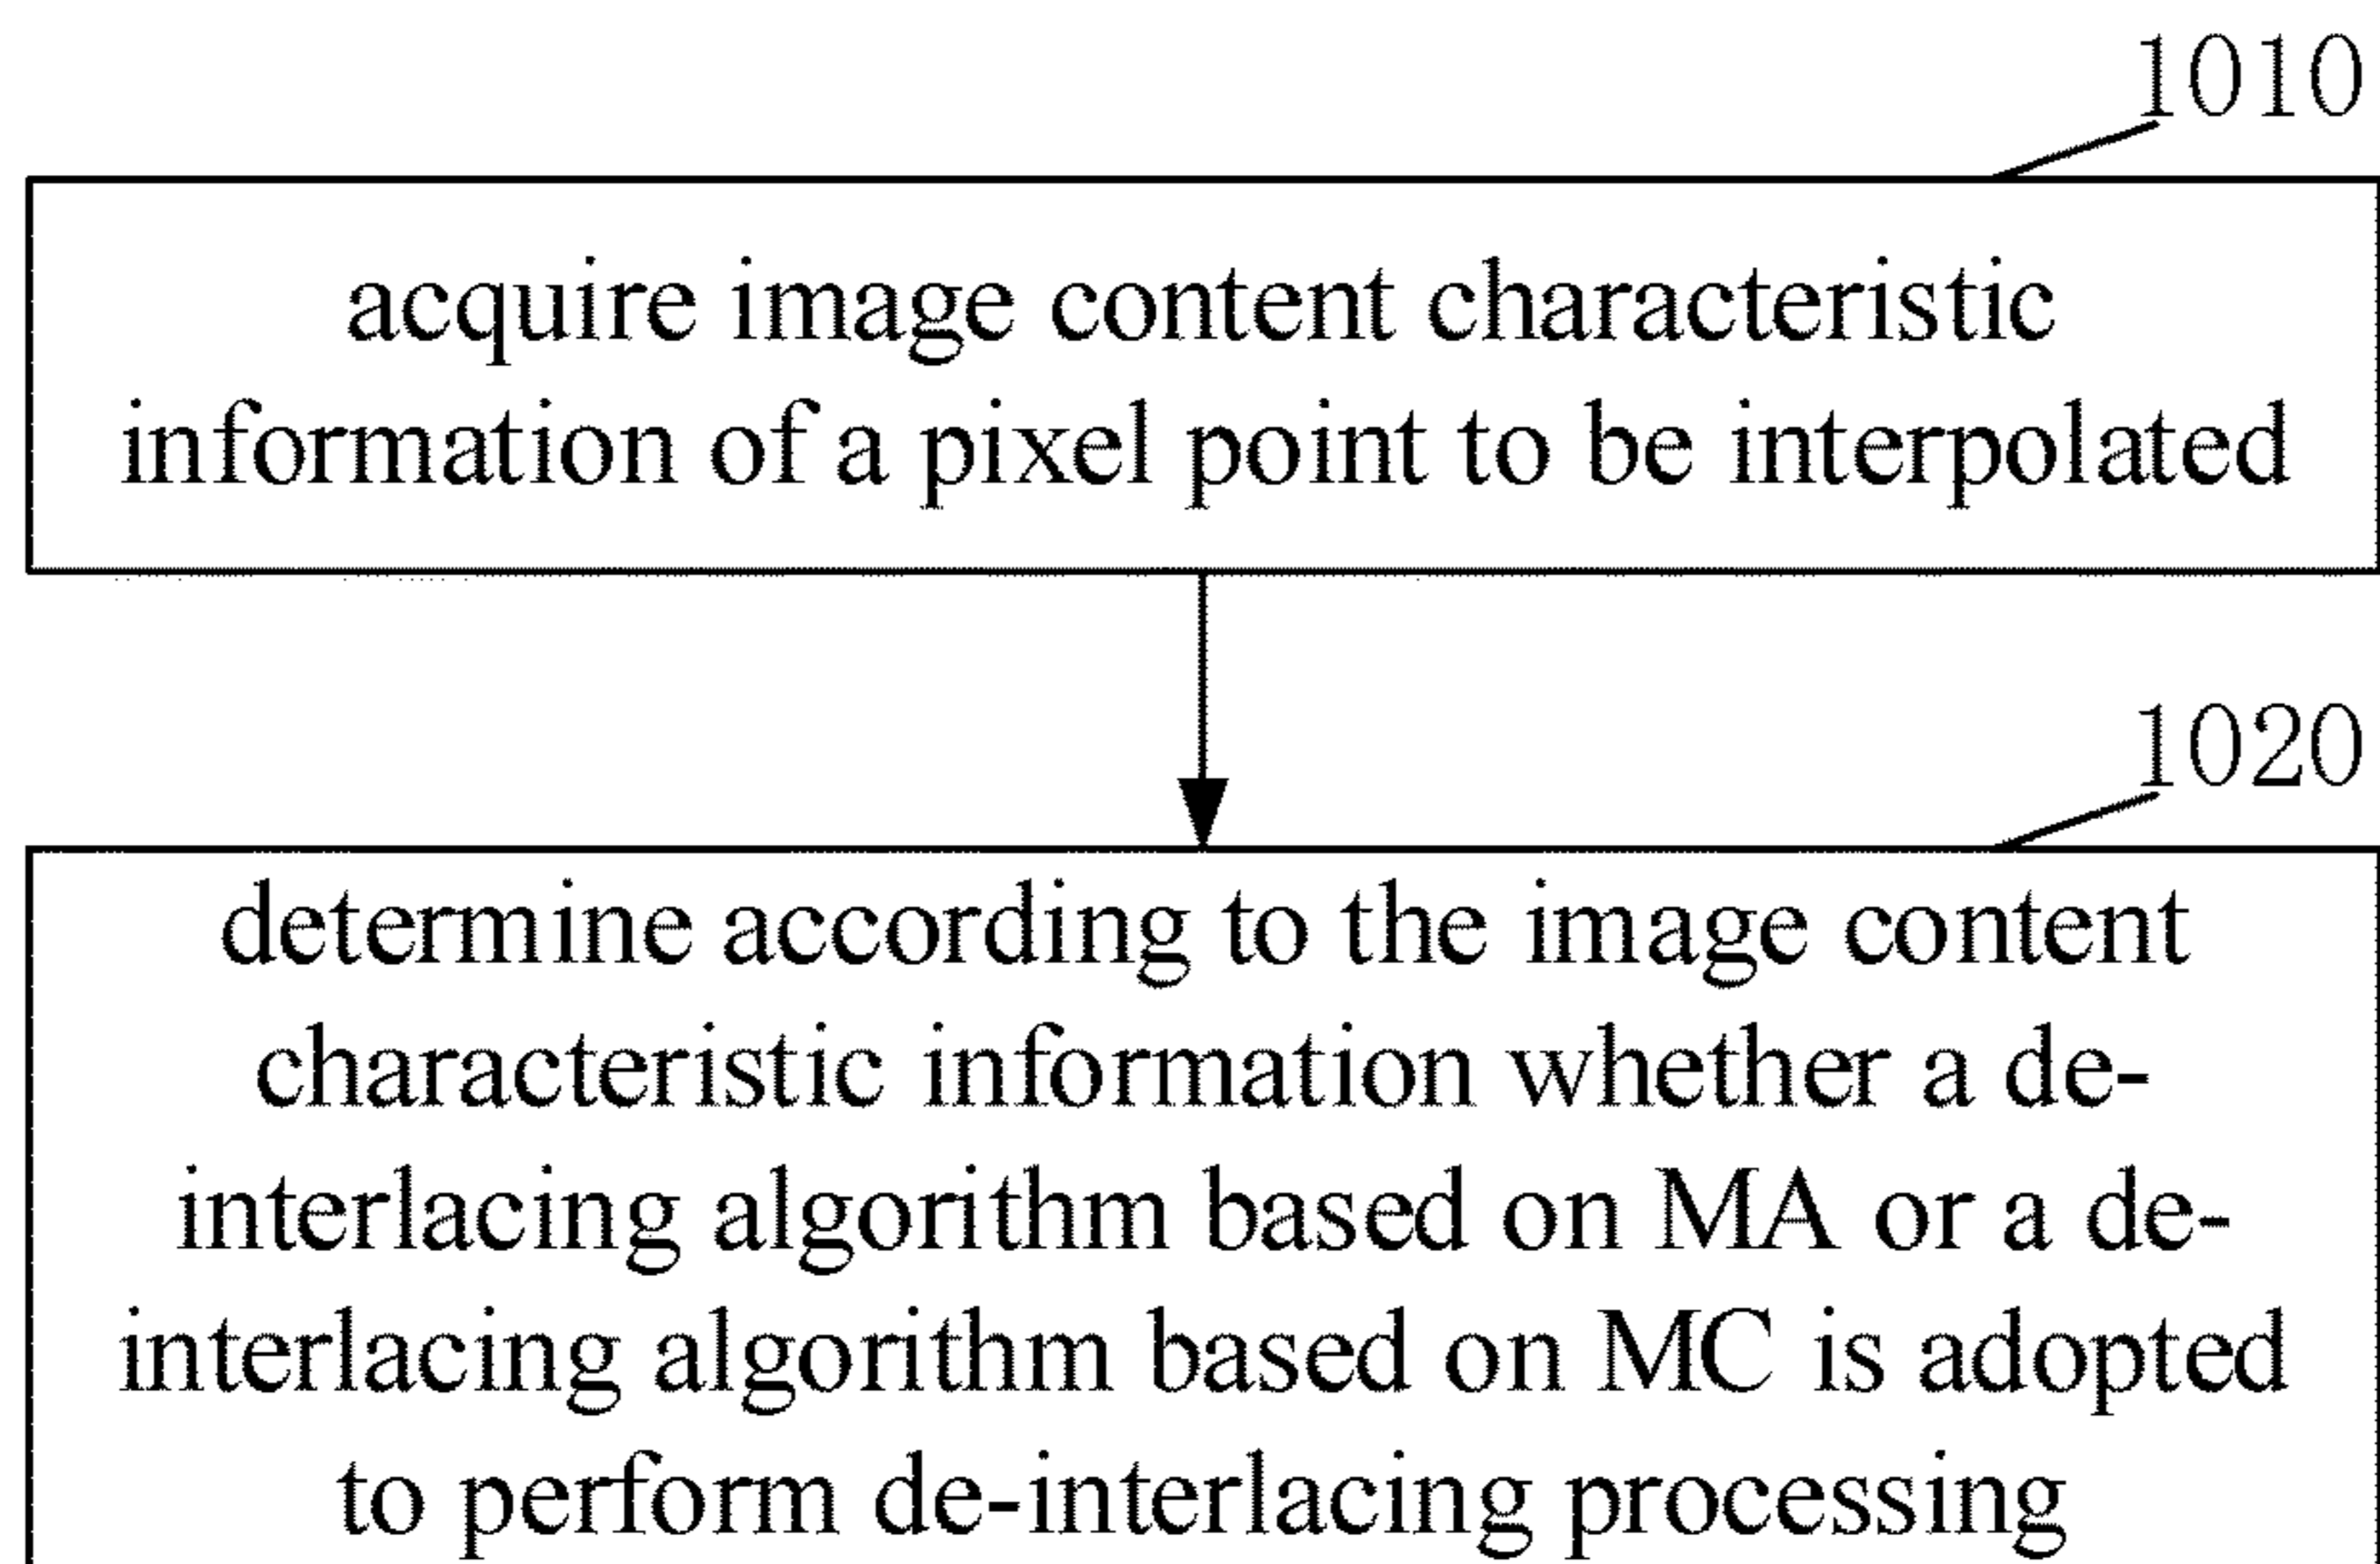 1010
acquire image content characteristic
information of a pixel point to be interpolated
1020
determine according to the image content
characteristic information whether a de-
interlacing algorithm based on MA or a de-
interlacing algorithm based on MC is adopted
to perform de-interlacing processing